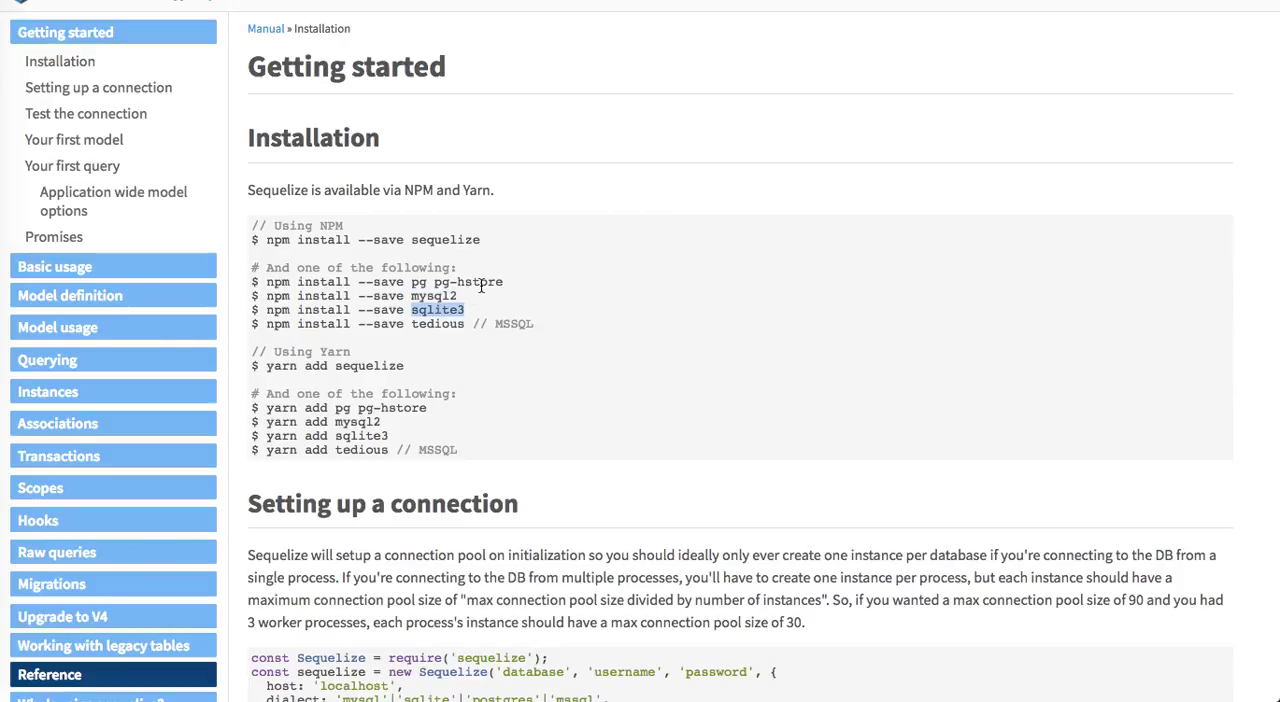 Getting started
Installation
Setting up a connection
Test the connection
Your first model
Your first query
Application wide model
options
Promises
Basic usage
Model definition
Model usage
Querying
Instances
Associations
Transactions
Scopes
Hooks
Raw queries
Migrations
Upgrade to V4
Working with legacy tables
Reference
Manual » Installation
Getting started
Installation
Sequelize is available via NPM and Yarn.
// Using NPM
$ npm install --save sequelize
# And one of the following:
$ npm install --save pg pg-hstore
$ npm install --save mysql2
$ npm install --save sqlite3
$ npm install --save tedious // MSSQL
// Using Yarn
$ yarn add sequelize
# And one of the following:
$ yarn add pg pg-hstore
$ yarn add mysql2
$ yarn add sqlite3
$ yarn add tedious // MSSQL
Setting up a connection
Sequelize will setup a connection pool on initialization so you should ideally only ever create one instance per database if you're connecting to the DB from a
single process. If you're connecting to the DB from multiple processes, you'll have to create one instance per process, but each instance should have a
maximum connection pool size of "max connection pool size divided by number of instances". So, if you wanted a max connection pool size of 90 and you had
3 worker processes, each process's instance should have a max connection pool size of 30.
const Sequelize = require('sequelize');
const sequelize = new Sequelize('database', 'username', 'password', {
host: 'localhost',
dialect: 'mysql'|'sqlite'|'postgres'|'mssql',